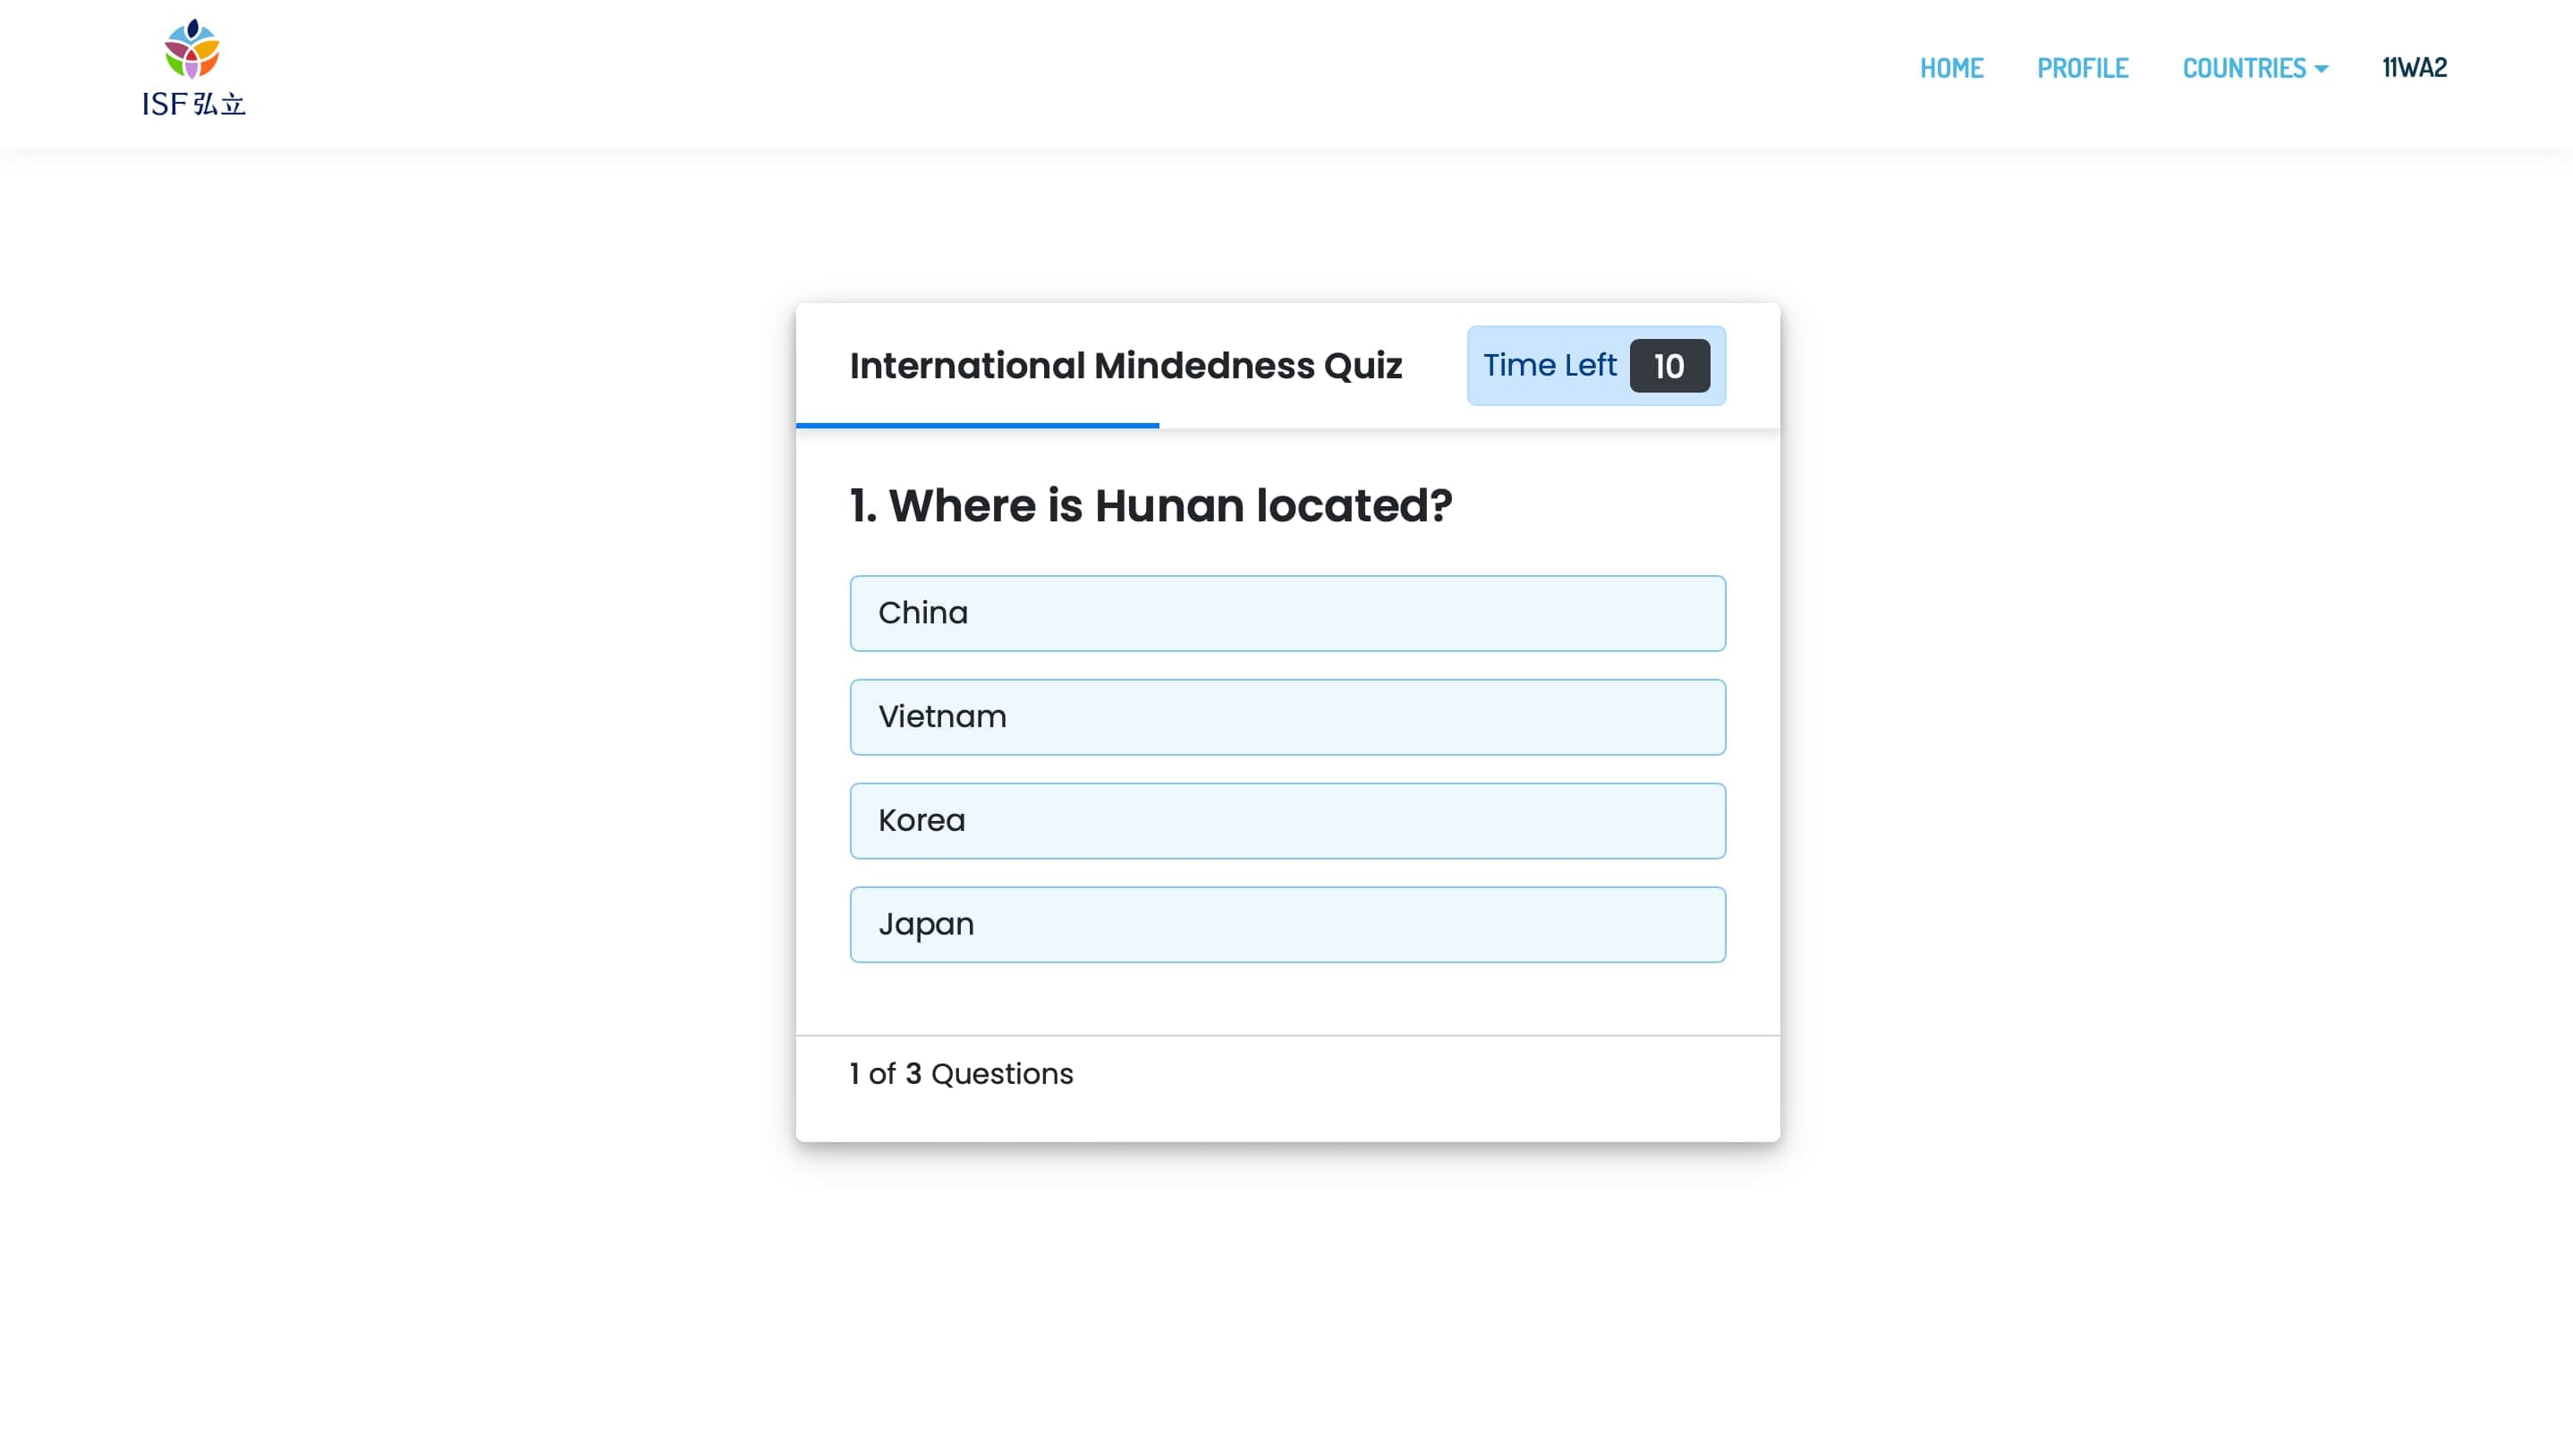 ISF 弘立
HOME PROFILE COUNTRIES 11WA2
International Mindedness Quiz
Time Left 10
1. Where is Hunan located?
China
Vietnam
Korea
Japan
1 of 3 Questions